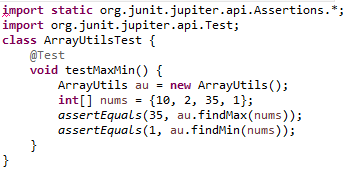 import static org.junit.jupiter.api.Assertions.*;
import org.junit.jupiter.api.Test;
class ArrayUtilsTest {
    @Test
    void testMaxMin() {
        ArrayUtils au = new ArrayUtils();
        int[] nums = {10, 2, 35, 1};
        assertEquals(35, au.findMax(nums));
        assertEquals(1, au.findMin(nums));
    }
}